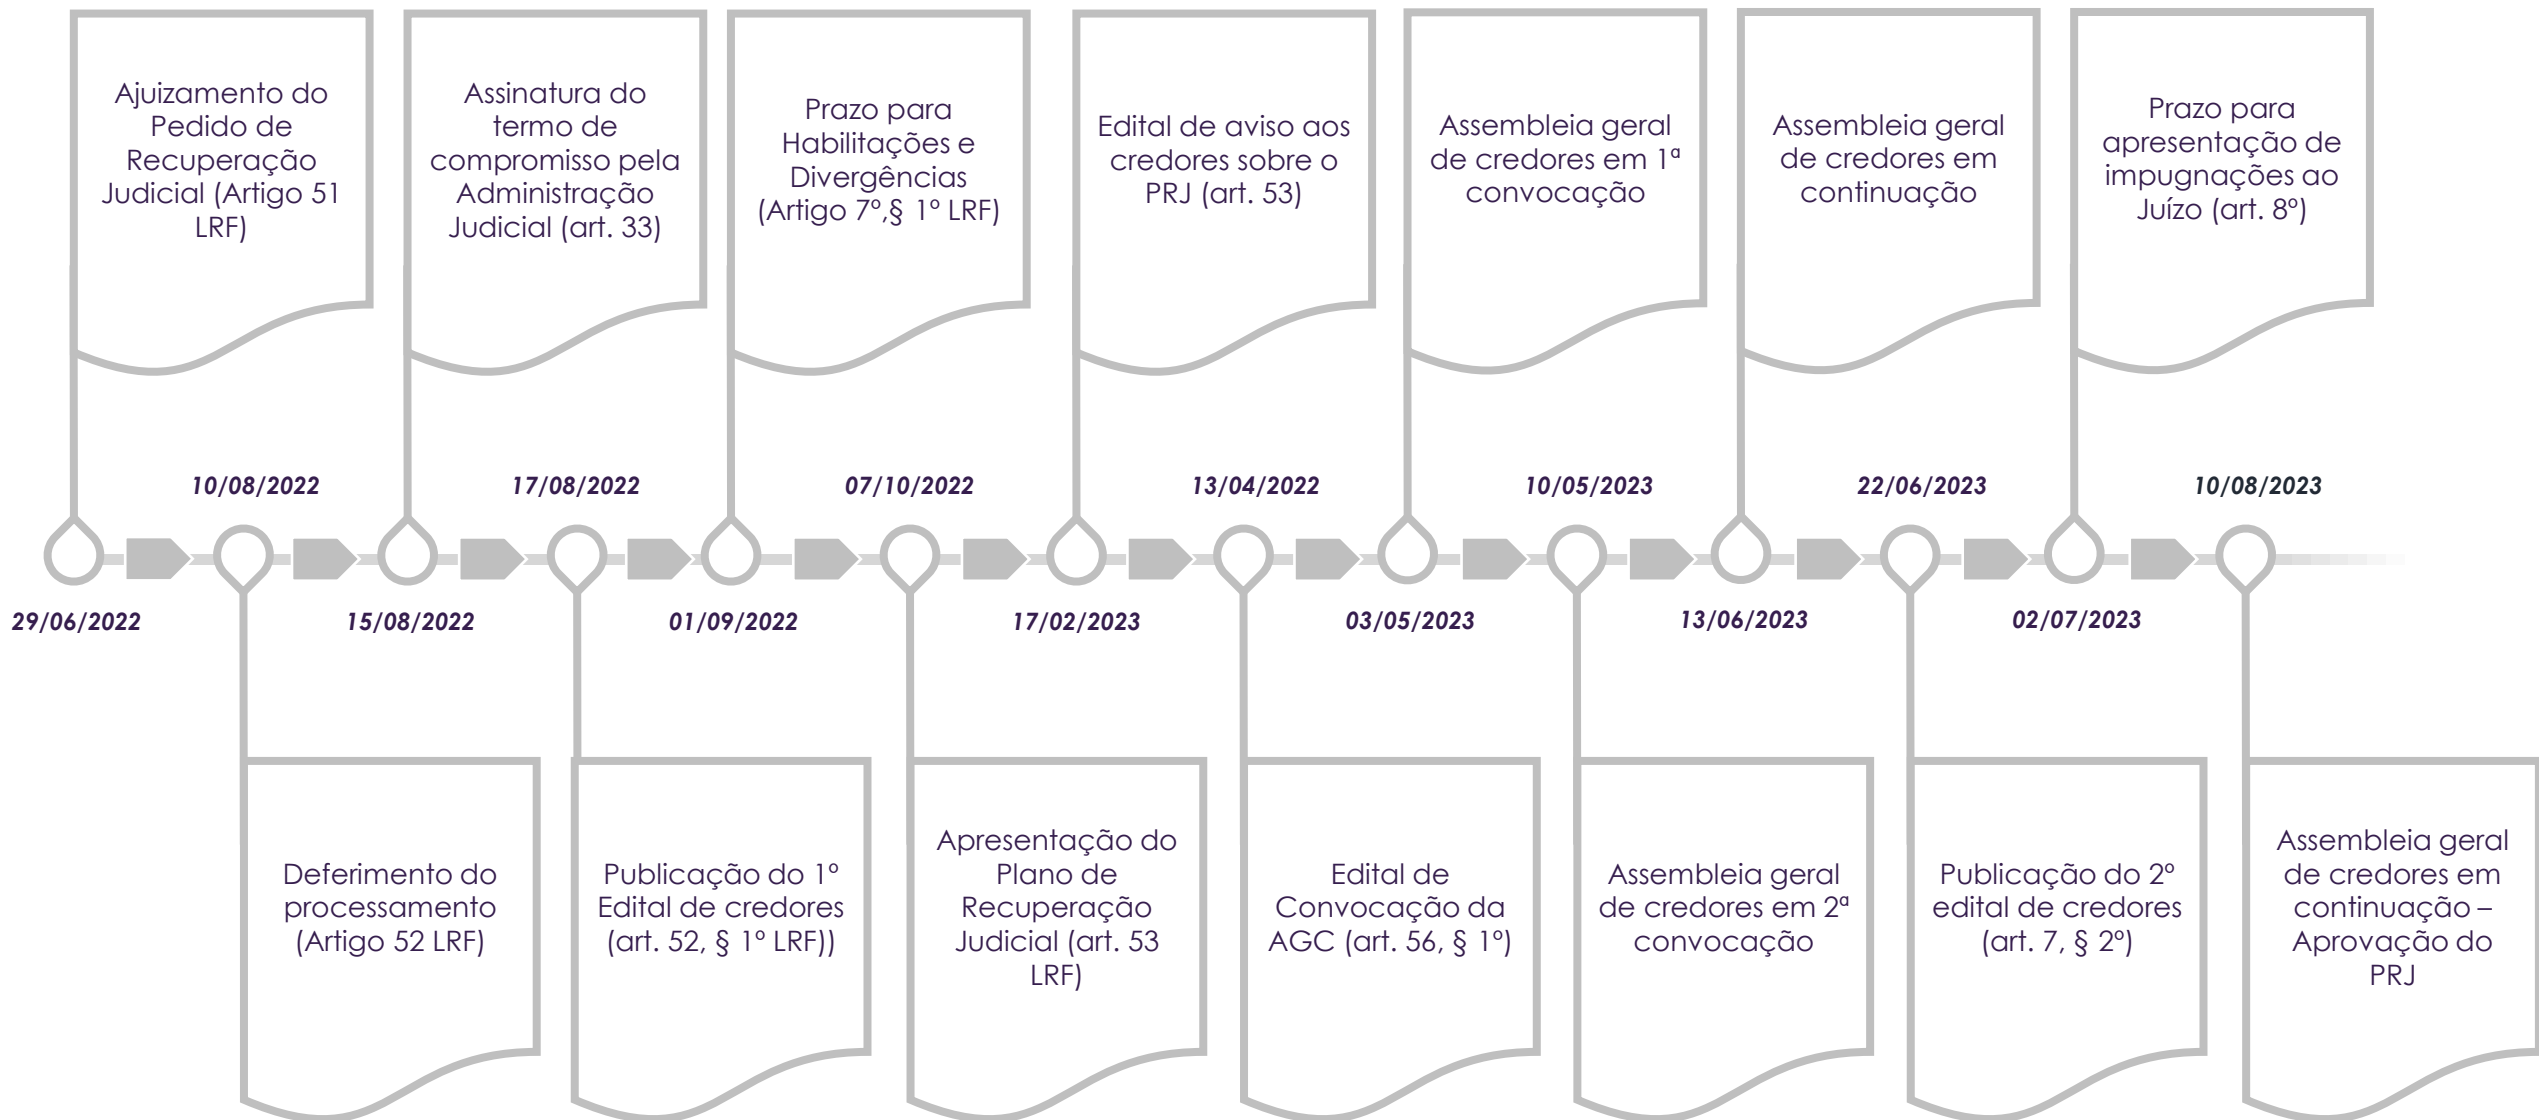 Ajuizamento do
Pedido de
Recuperação
Judicial (Artigo 51
LRF)
Assinatura do
termo de
compromisso pela
Administração
Judicial (art. 33)
Prazo para
Habilitações e
Divergências
(Artigo 7º,§ 1º LRF)
Edital de aviso aos
credores sobre o
PRJ (art. 53)
Assembleia geral
de credores em 1ª
convocação
Assembleia geral
de credores em
continuação
Prazo para
apresentação de
impugnações ao
Juízo (art. 8º)
10/08/2022
17/08/2022
07/10/2022
13/04/2022
10/05/2023
22/06/2023
10/08/2023
29/06/2022
15/08/2022
01/09/2022
17/02/2023
03/05/2023
13/06/2023
02/07/2023
Deferimento do
processamento
(Artigo 52 LRF)
Publicação do 1º
Edital de credores
(art. 52, § 1º LRF))
Apresentação do
Plano de
Recuperação
Judicial (art. 53
LRF)
Edital de
Convocação da
AGC (art. 56, § 1º)
Assembleia geral
de credores em 2ª
convocação
Publicação do 2º
edital de credores
(art. 7, § 2º)
Assembleia geral
de credores em
continuação –
Aprovação do
PRJ